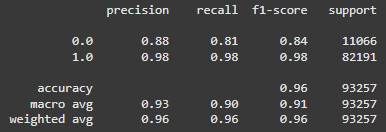 precision recall f1-score support
0.0 0.88 0.81 0.84 11066
1.0 0.98 0.98 0.98 82191
accuracy 0.96 93257
macro avg 0.93 0.90 0.91 93257
weighted avg 0.96 0.96 0.96 93257